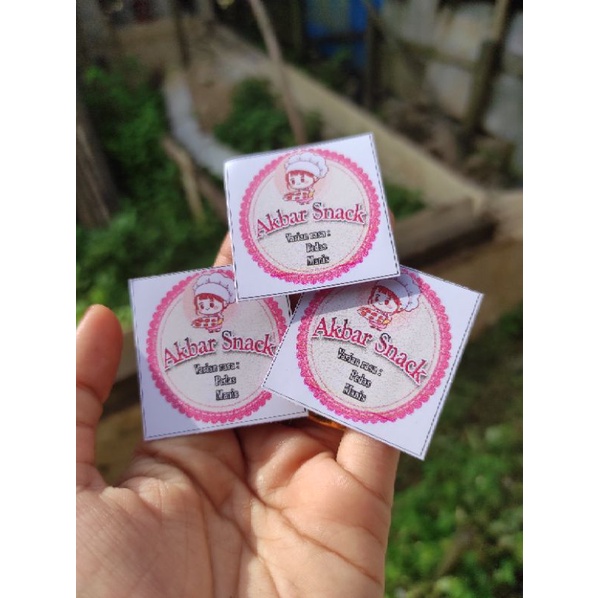 Akbar Snack
Varian rasa :
Pedas
Manis
Akbar Snack
Varian rasa :
Pedas
Manis
Akbar Snack
Varian rasa :
Pedas
Manis